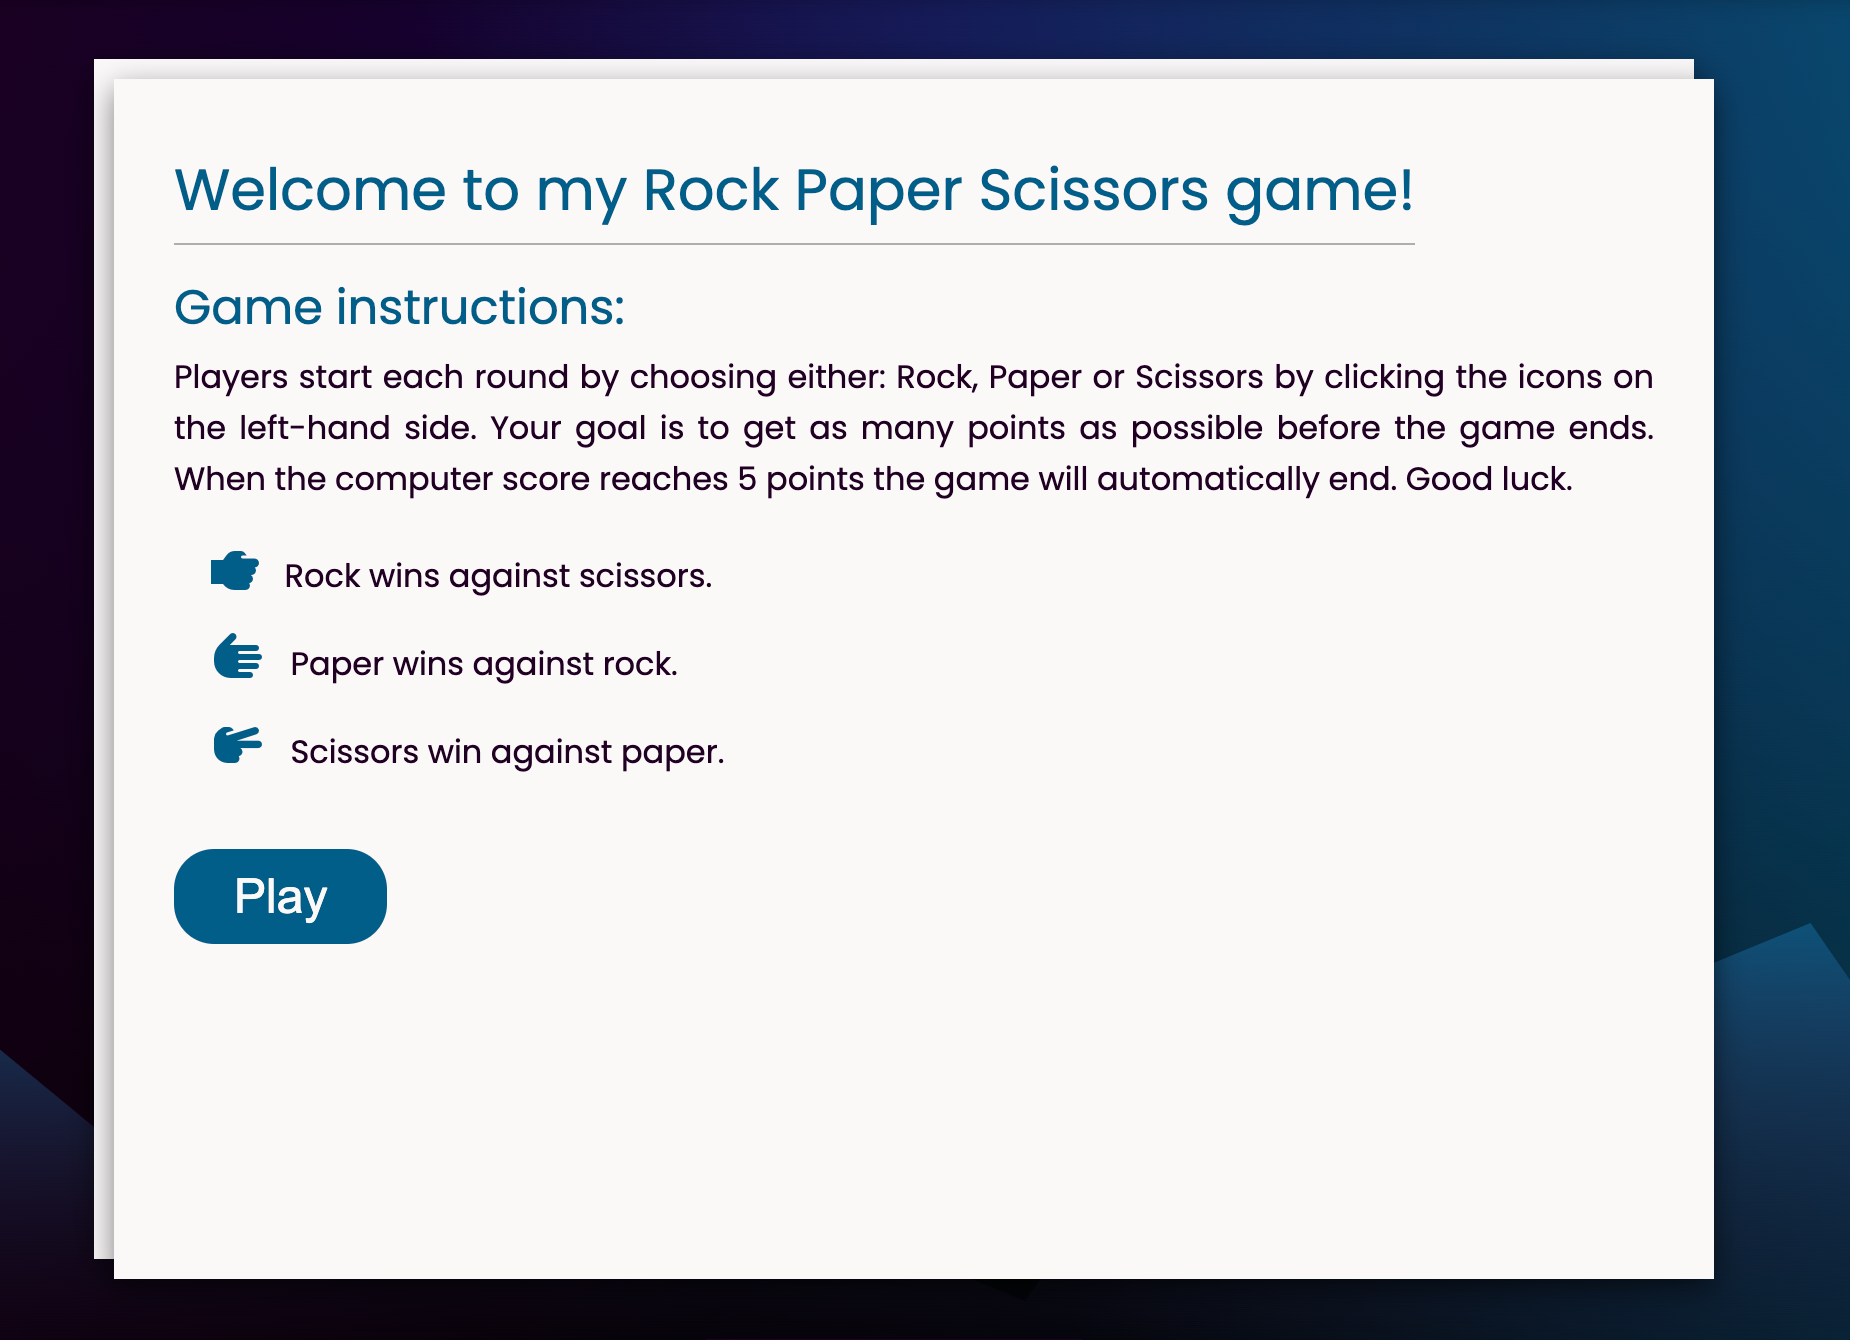 Welcome to my Rock Paper Scissors game!
Game instructions:
Players start each round by choosing either: Rock, Paper or Scissors by clicking the icons on
the left-hand side. Your goal is to get as many points as possible before the game ends.
When the computer score reaches 5 points the game will automatically end. Good luck.
Rock wins against scissors.
Paper wins against rock.
Scissors win against paper.
Play